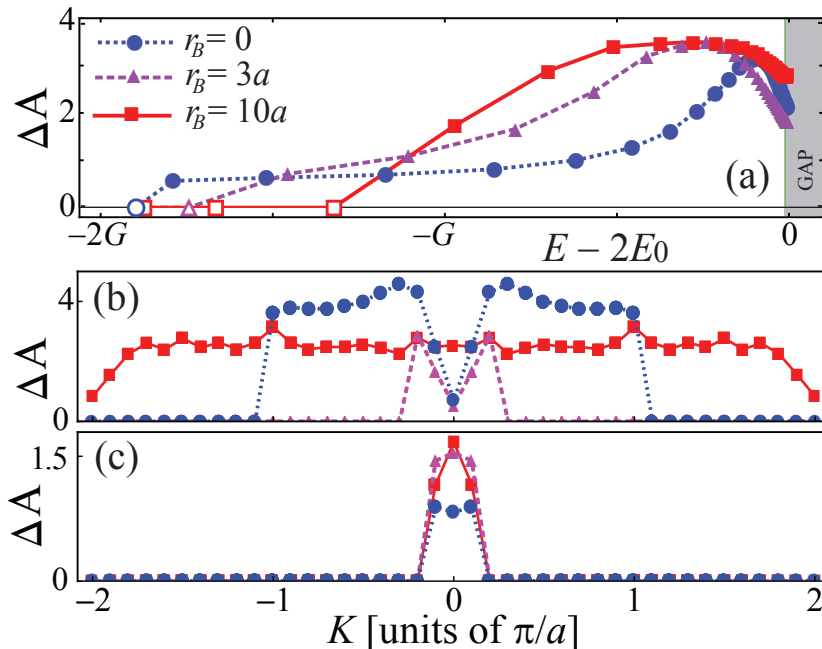 4
r_B = 0
r_B = 3a
r_B = 10a
ΔA
2
(a)
GAP
0
−2G
−G
E − 2E₀
0
(b)
4
ΔA
0
(c)
1.5
ΔA
0
−2
−1
0
1
2
K [units of π/a]